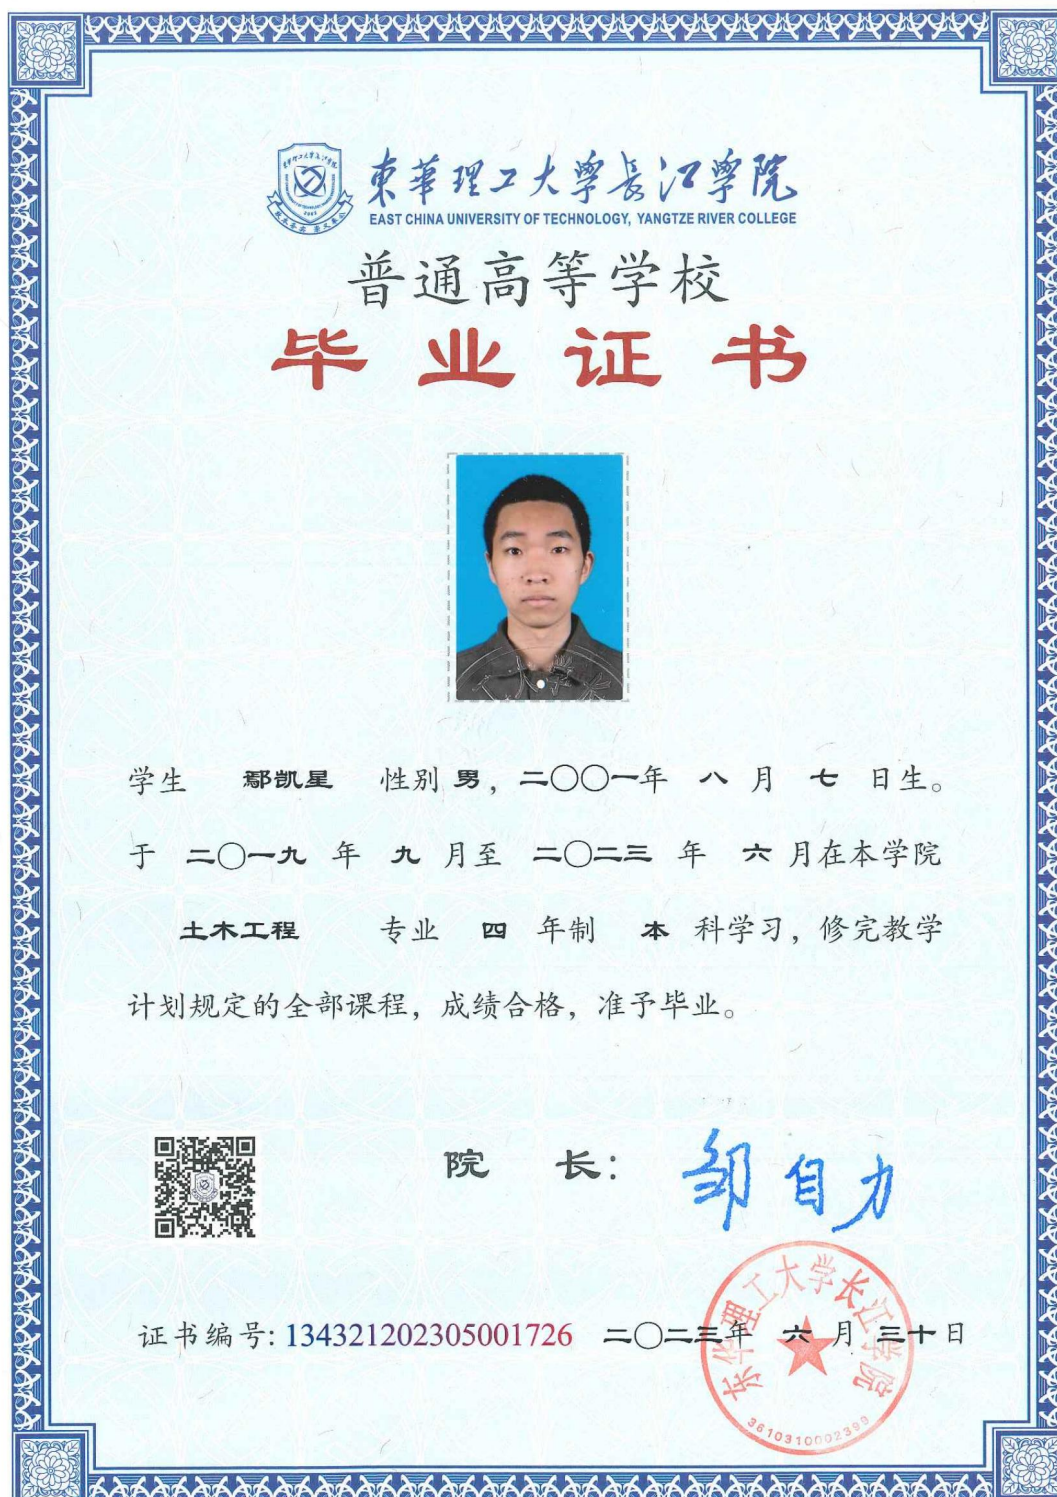 東華理工大學長江學院
EAST CHINA UNIVERSITY OF TECHNOLOGY, YANGTZE RIVER COLLEGE
普通高等学校
毕业证书
学生 鄢凯星 性别 男，二〇〇一年 八 月 七 日生。
于 二〇一九 年 九 月至 二〇二三 年 六 月在本学院
土木工程 专业 四 年制 本 科学习，修完教学
计划规定的全部课程，成绩合格，准予毕业。
院 长：邹自力
证书编号: 134321202305001726 二〇二三年 六 月 三十日
东华理工大学长江学院
3610310002399